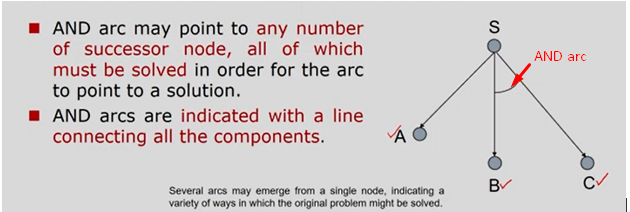 AND arc may point to any number
of successor node, all of which
must be solved in order for the arc
to point to a solution.
AND arcs are indicated with a line
connecting all the components.
S
AND arc
A
B
C
Several arcs may emerge from a single node, indicating a
variety of ways in which the original problem might be solved.